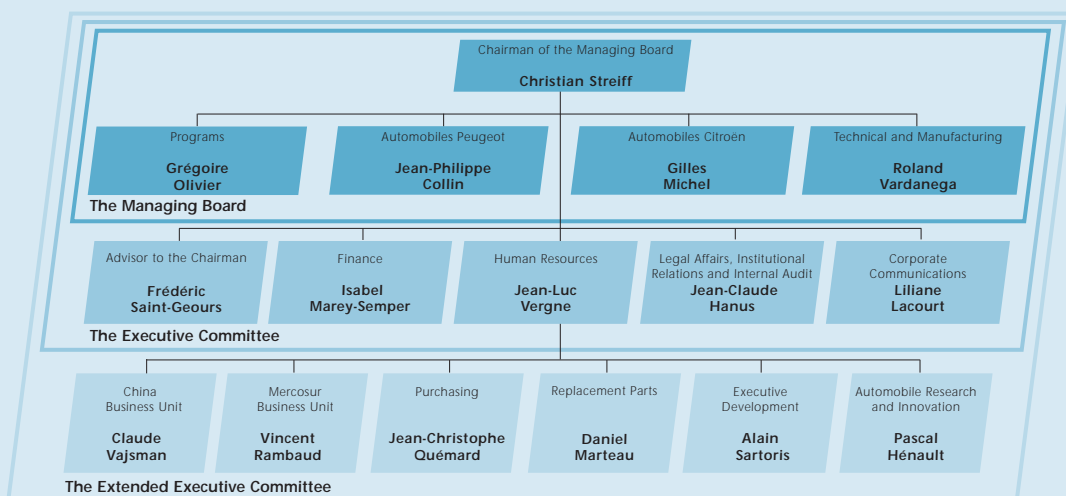 Chairman of the Managing Board
Christian Streiff
Programs
Grégoire
Olivier
Automobiles Peugeot
Jean-Philippe
Collin
Automobiles Citroën
Gilles
Michel
Technical and Manufacturing
Roland
Vardanega
The Managing Board
Advisor to the Chairman
Frédéric
Saint-Geours
Finance
Isabel
Marey-Semper
Human Resources
Jean-Luc
Vergne
Legal Affairs, Institutional
Relations and Internal Audit
Jean-Claude
Hanus
Corporate
Communications
Liliane
Lacourt
The Executive Committee
China
Business Unit
Claude
Vajsman
Mercosur
Business Unit
Vincent
Rambaud
Purchasing
Jean-Christophe
Quémard
Replacement Parts
Daniel
Marteau
Executive
Development
Alain
Sartoris
Automobile Research
and Innovation
Pascal
Hénault
The Extended Executive Committee